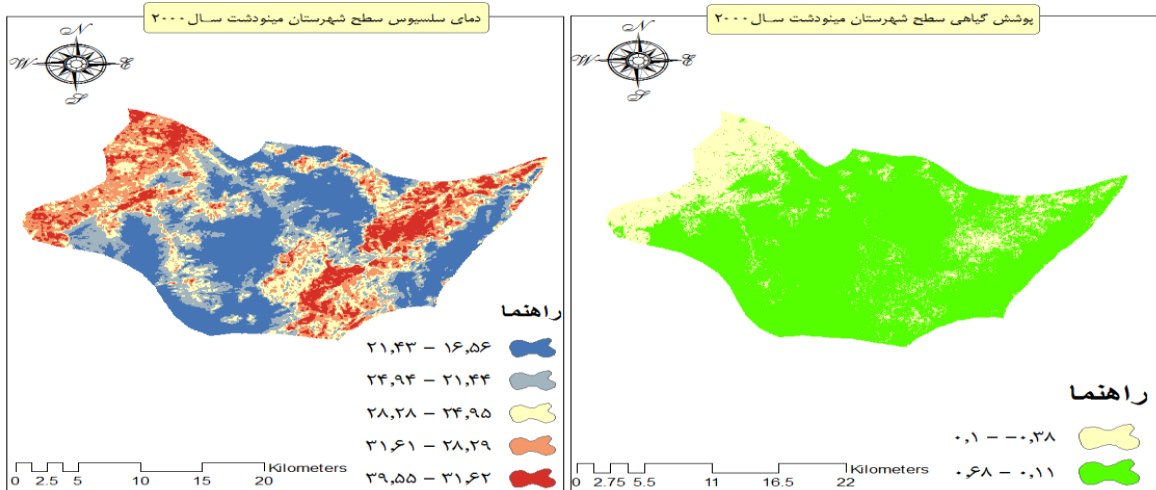 دمای سلسیوس سطح شهرستان مینودشت سال ۲۰۰۰
N
W E
S
راهنما
۲۱,۴۳ – ۱۶,۵۶
۲۴,۹۴ – ۲۱,۴۴
۲۸,۲۸ – ۲۴,۹۵
۳۱,۶۱ – ۲۸,۲۹
۳۹,۵۵ – ۳۱,۶۲
Kilometers
0 2.5 5 10 15 20
پوشش گیاهی سطح شهرستان مینودشت سال ۲۰۰۰
N
W E
S
راهنما
۰,۱ – -۰,۳۸
۰,۶۸ – ۰,۱۱
Kilometers
0 2.75 5.5 11 16.5 22